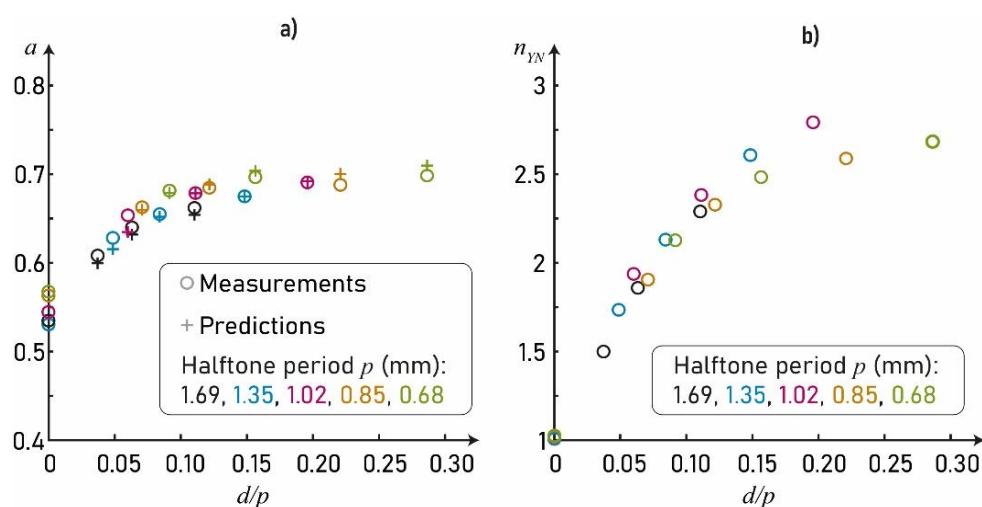 a)
a
0.8
0.7
0.6
0.5
0.4
0
0.05
0.10
0.15
0.20
0.25
0.30
d/p
Measurements
Predictions
Halftone period p (mm):
1.69, 1.35, 1.02, 0.85, 0.68
b)
n_YN
3
2.5
2
1.5
1
0
0.05
0.10
0.15
0.20
0.25
0.30
d/p
Halftone period p (mm):
1.69, 1.35, 1.02, 0.85, 0.68